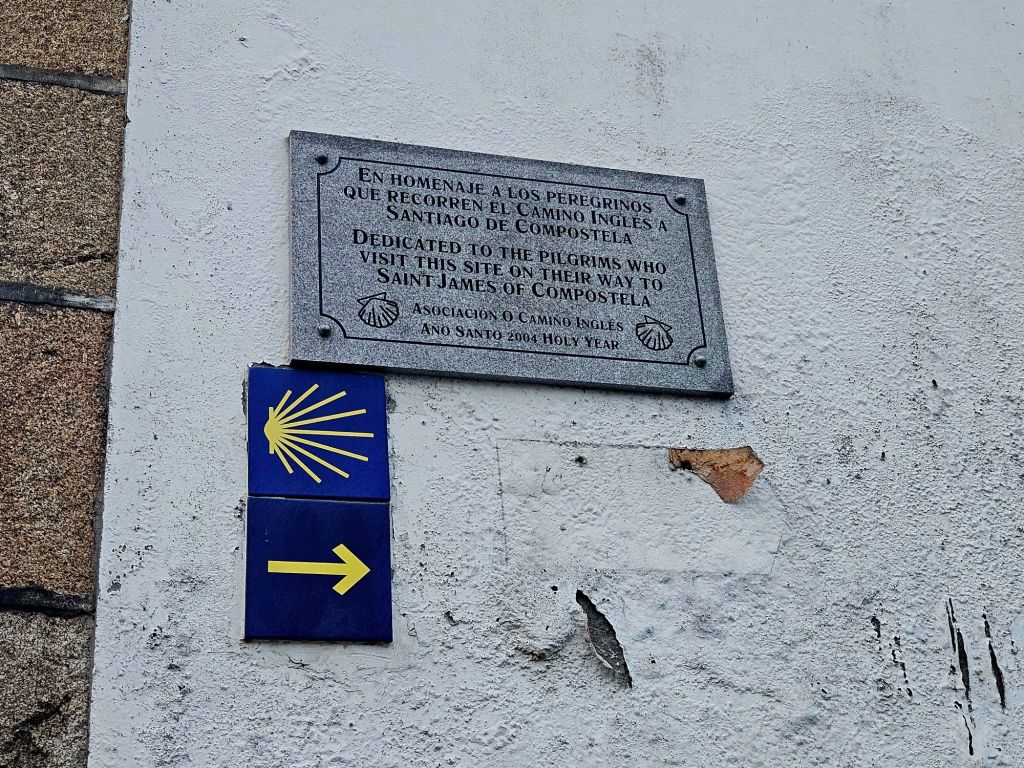 EN HOMENAJE A LOS PEREGRINOS
QUE RECORREN EL CAMINO INGLÉS A
SANTIAGO DE COMPOSTELA
DEDICATED TO THE PILGRIMS WHO
VISIT THIS SITE ON THEIR WAY TO
SAINT JAMES OF COMPOSTELA
ASOCIACIÓN O CAMIÑO INGLÉS
AÑO SANTO 2004 HOLY YEAR